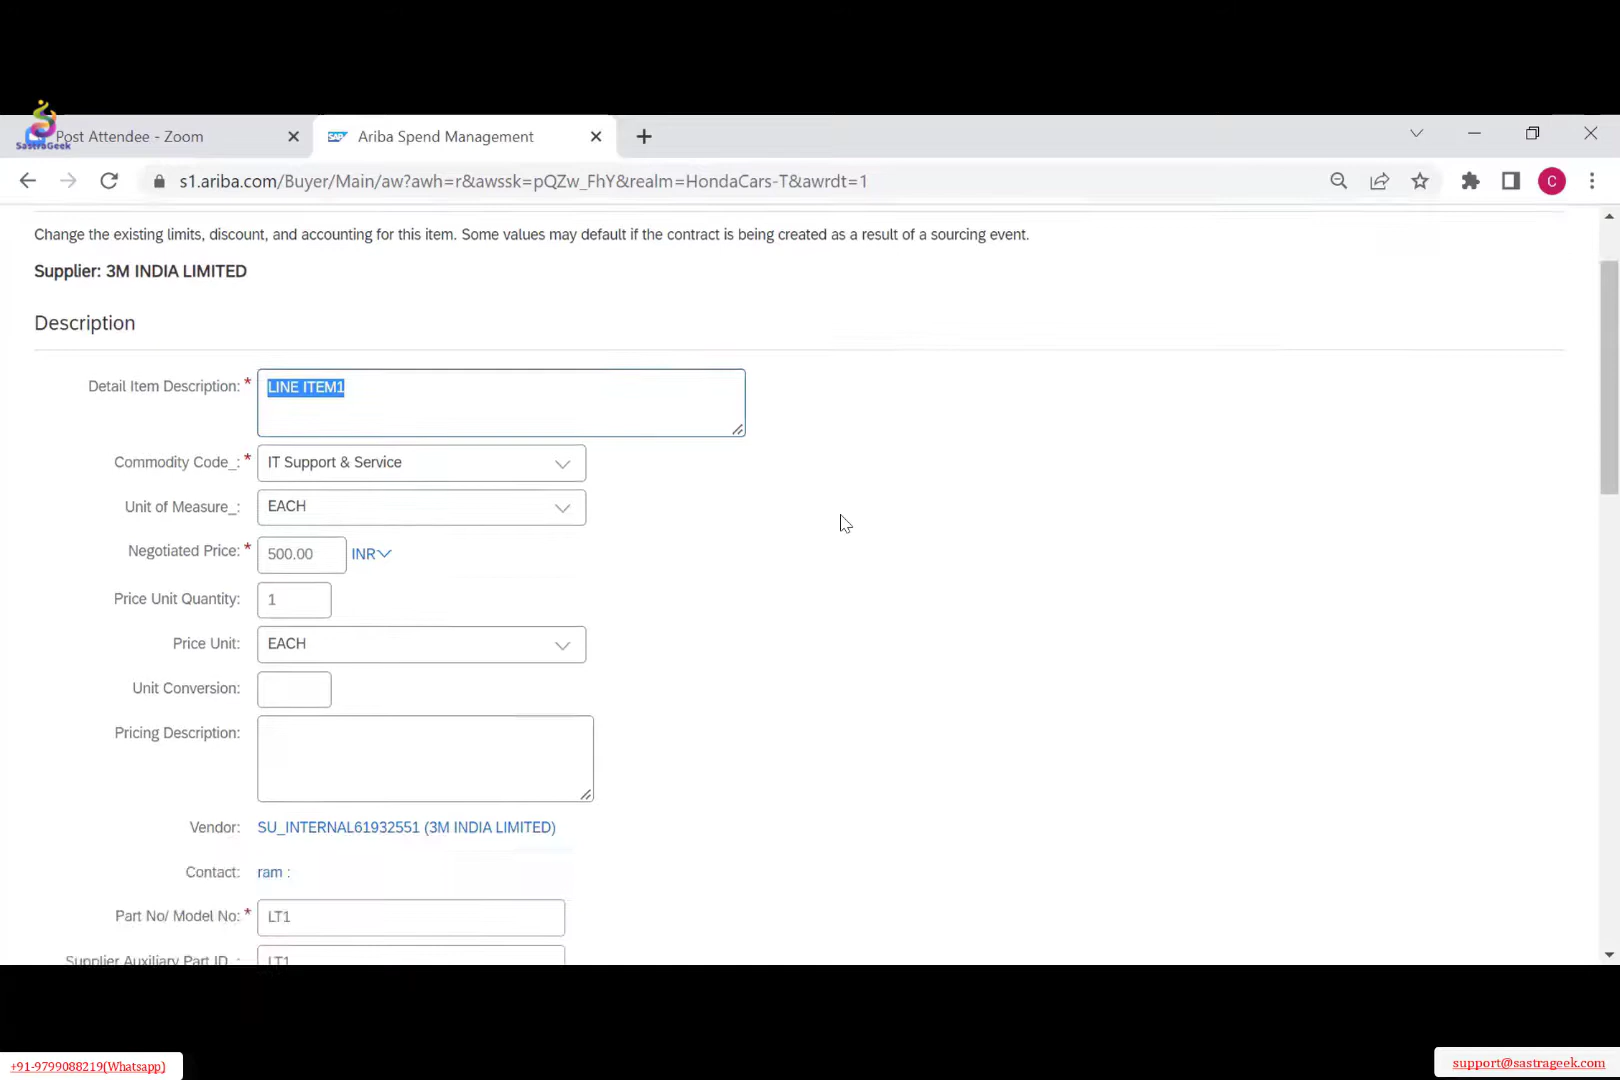 SastraGeek
Post Attendee - Zoom
SAP
Ariba Spend Management
s1.ariba.com/Buyer/Main/aw?awh=r&awssk=pQZw_FhY&realm=HondaCars-T&awrdt=1
C
Change the existing limits, discount, and accounting for this item. Some values may default if the contract is being created as a result of a sourcing event.
Supplier: 3M INDIA LIMITED
Description
Detail Item Description: * LINE ITEM1
Commodity Code_: * IT Support & Service
Unit of Measure_: EACH
Negotiated Price: * 500.00 INR
Price Unit Quantity: 1
Price Unit: EACH
Unit Conversion:
Pricing Description:
Vendor: SU_INTERNAL61932551 (3M INDIA LIMITED)
Contact: ram :
Part No/ Model No: * LT1
Supplier Auxiliary Part ID_: LT1
+91-9799088219(Whatsapp)
support@sastrageek.com